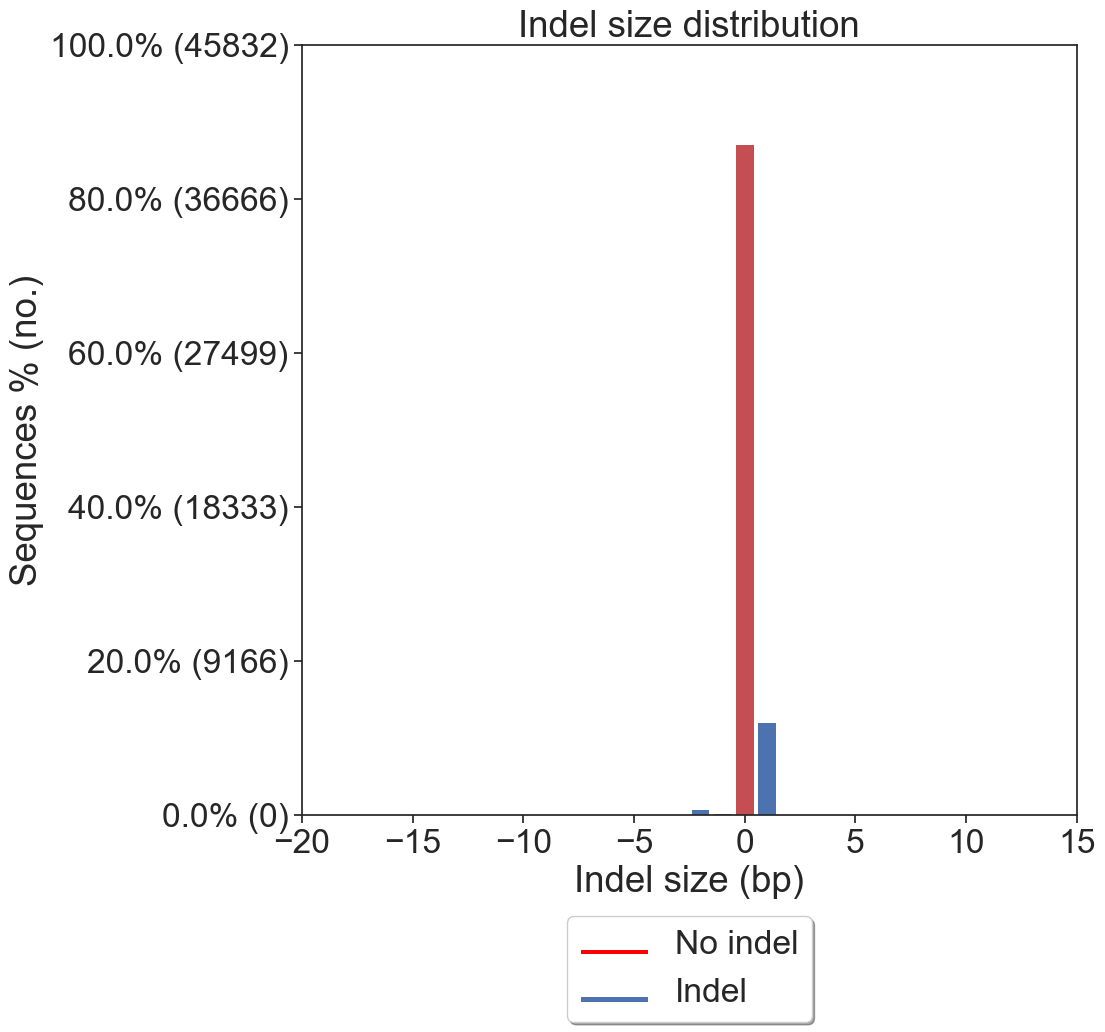 Indel size distribution
100.0% (45832)
80.0% (36666)
60.0% (27499)
40.0% (18333)
20.0% (9166)
0.0% (0)
Sequences % (no.)
−20 −15 −10 −5 0 5 10 15
Indel size (bp)
No indel
Indel